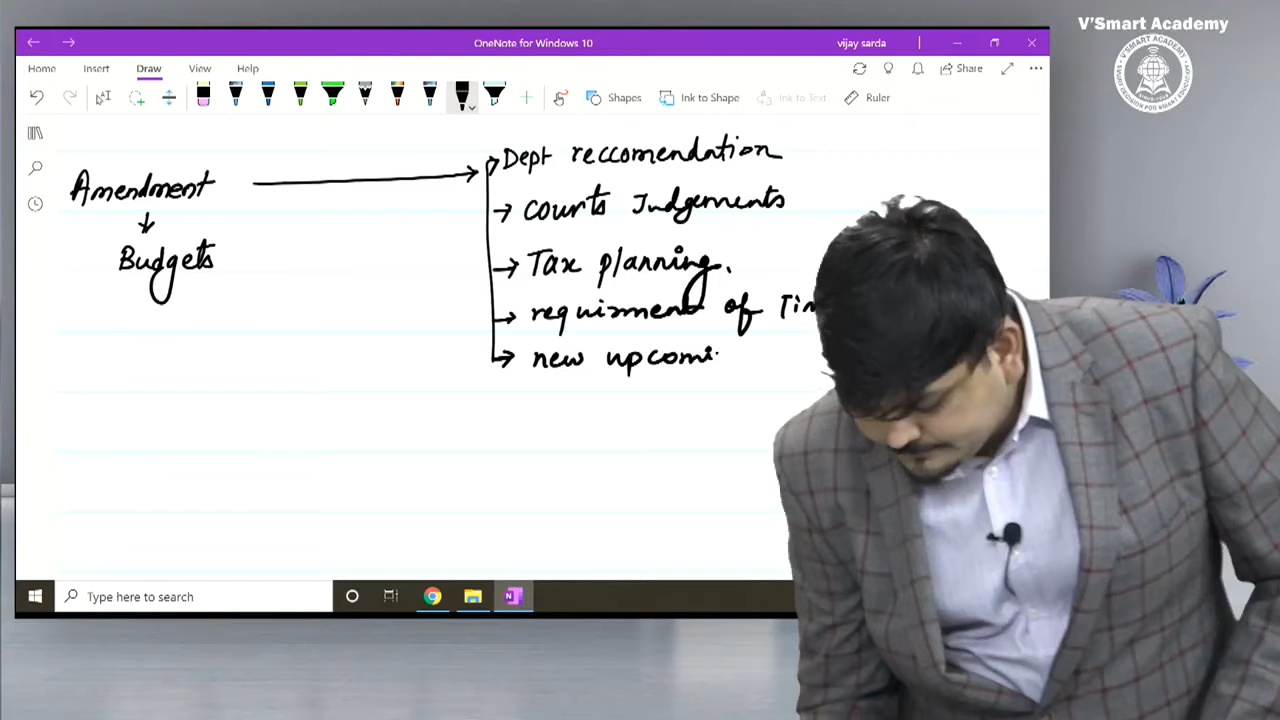 V'Smart Academy
OneNote for Windows 10
vijay sarda
Home Insert Draw View Help
Share
Shapes Ink to Shape Ink to Text Ruler
Dept reccomendation
Amendment
Courts Judgements
Budgets
Tax planning.
requirment of Tim
new upcomi
Type here to search